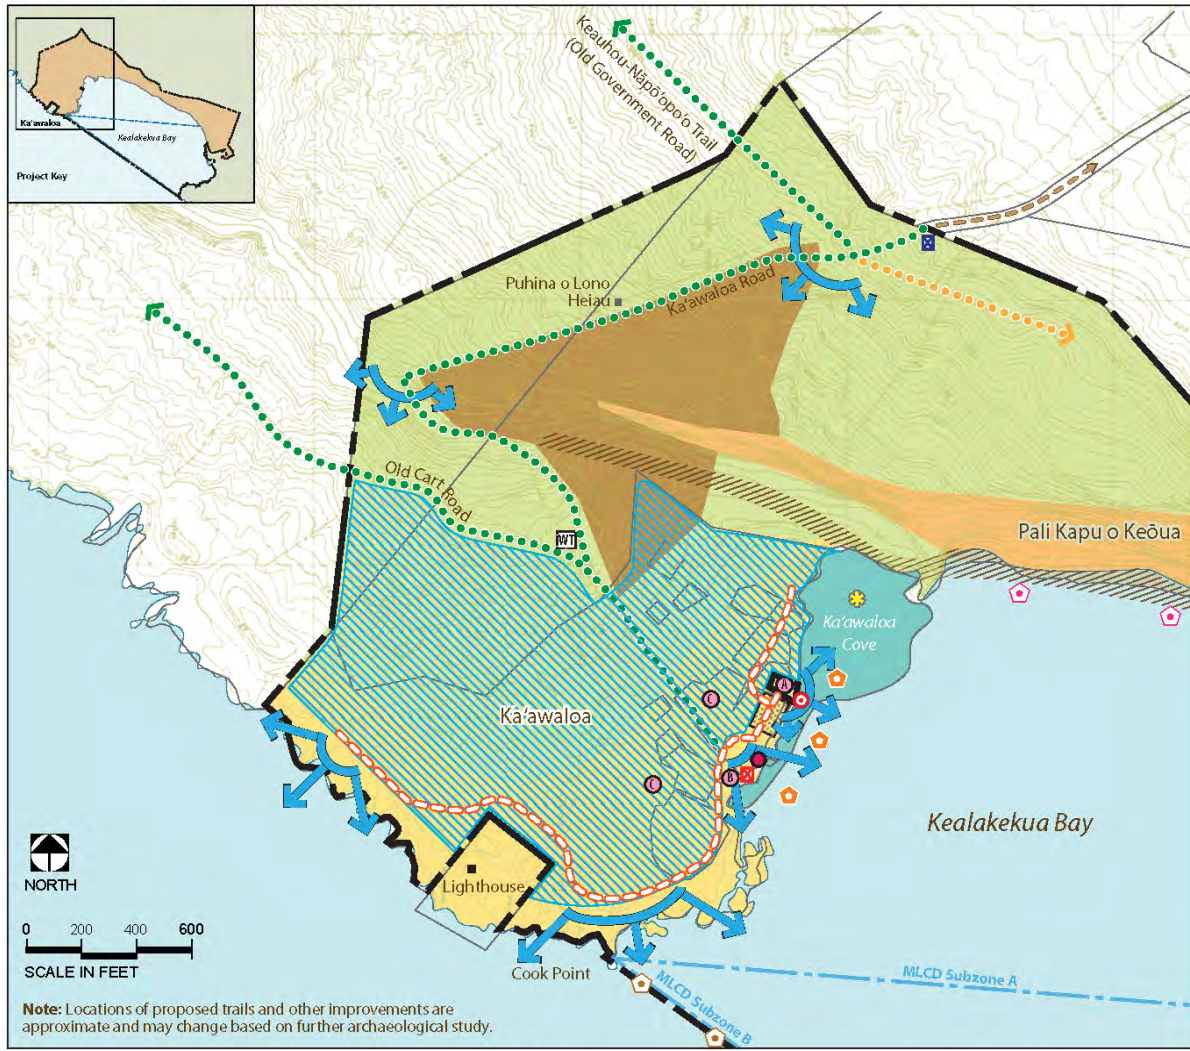 Ka'awaloa
Kealakekua Bay
Project Key
Keauhou-Nāpō'opo'o Trail
(Old Government Road)
Puhina o Lono
Heiau
Ka'awaloa Road
Old Cart Road
WT
Pali Kapu o Keōua
Ka'awaloa
Cove
A
C
Ka'awaloa
B
C
Kealakekua Bay
Lighthouse
NORTH
0 200 400 600
SCALE IN FEET
Cook Point
MLCD Subzone A
MLCD Subzone B
Note: Locations of proposed trails and other improvements are
approximate and may change based on further archaeological study.